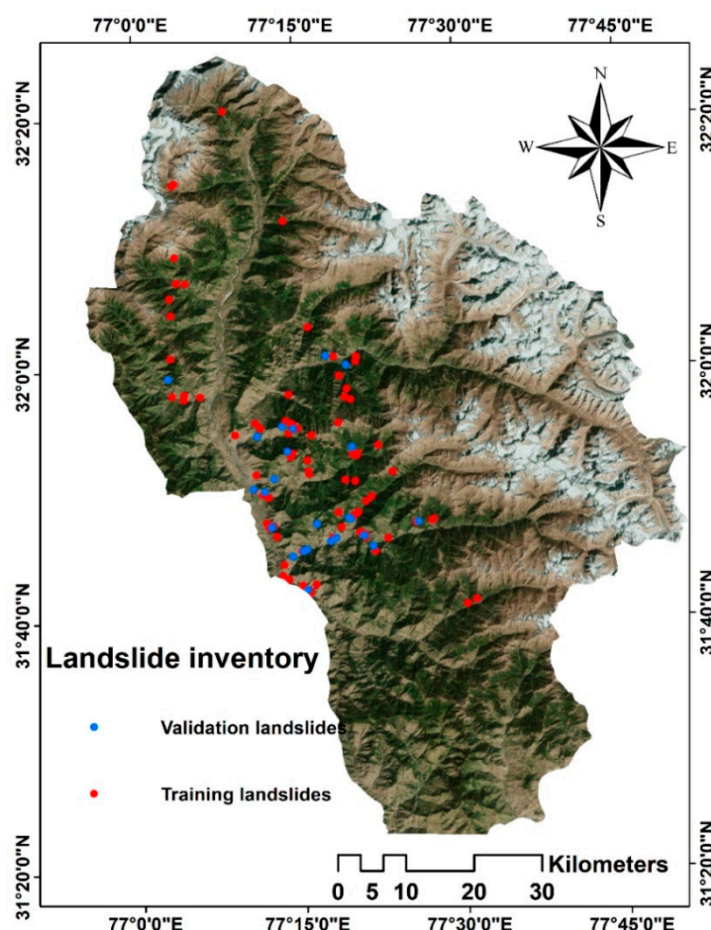 77°0'0"E 77°15'0"E 77°30'0"E 77°45'0"E
32°20'0"N 32°20'0"N
N
W E
S
32°0'0"N 32°0'0"N
31°40'0"N 31°40'0"N
Landslide inventory
Validation landslides
Training landslides
Kilometers
0 5 10 20 30
31°20'0"N 31°20'0"N
77°0'0"E 77°15'0"E 77°30'0"E 77°45'0"E